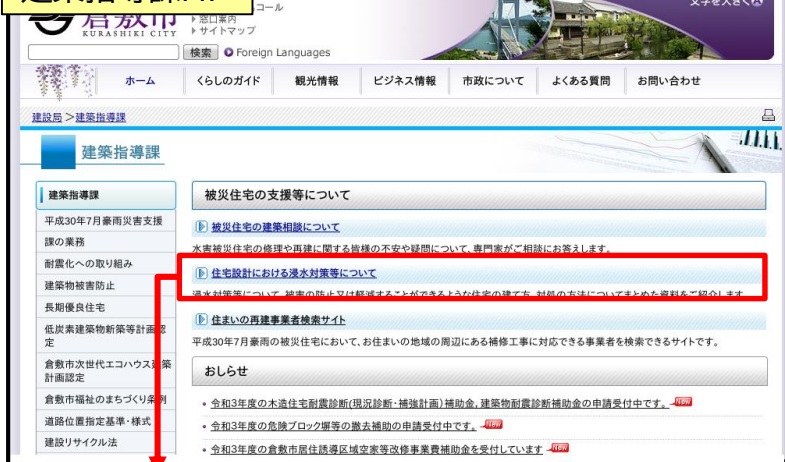 コール
文字を大きく
倉敷市
KURASHIKI CITY
窓口案内
サイトマップ
検索 Foreign Languages
ホーム くらしのガイド 観光情報 ビジネス情報 市政について よくある質問 お問い合わせ
建設局 >建築指導課
建築指導課
建築指導課
平成30年7月豪雨災害支援
課の業務
耐震化への取り組み
建築物被害防止
長期優良住宅
低炭素建築物新築等計画認
定
倉敷市次世代エコハウス建築
計画認定
倉敷市福祉のまちづくり条例
道路位置指定基準・様式
建設リサイクル法
被災住宅の支援等について
被災住宅の建築相談について
水害被災住宅の修理や再建に関する皆様の不安や疑問について、専門家がご相談にお答えします。
住宅設計における浸水対策等について
浸水対策等について、被害の防止又は軽減することができるような住宅の建て方、対処の方法についてまとめた資料をご紹介します
住まいの再建事業者検索サイト
平成30年7月豪雨の被災住宅において、お住まいの地域の周辺にある補修工事に対応できる事業者を検索できるサイトです。
おしらせ
・令和3年度の木造住宅耐震診断(現況診断・補強計画)補助金，建築物耐震診断補助金の申請受付中です。 New
・令和3年度の危険ブロック塀等の撤去補助の申請受付中です。 New
・令和3年度の倉敷市居住誘導区域空家等改修事業費補助金を受付しています New